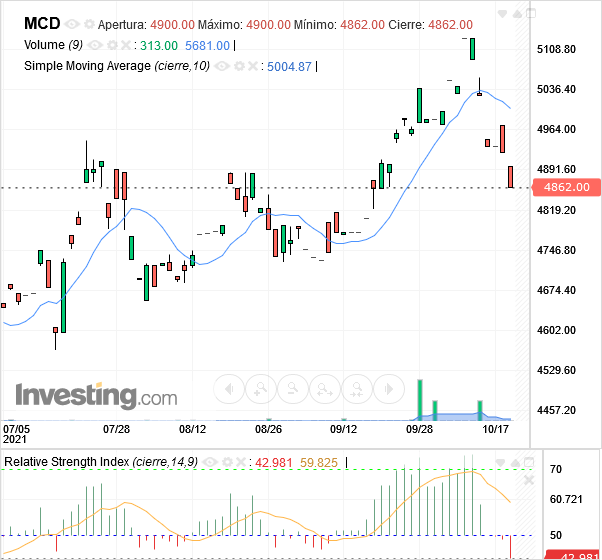 MCD Apertura: 4900.00 Máximo: 4900.00 Mínimo: 4862.00 Cierre: 4862.00
Volume (9) : 313.00 5681.00
Simple Moving Average (cierre,10) : 5004.87
5108.80
5036.40
4964.00
4891.60
4862.00
4819.20
4746.80
4674.40
4602.00
4529.60
4457.20
Investing.com
07/05 07/28 08/12 08/26 09/12 09/28 10/17
2021
Relative Strength Index (cierre,14,9) : 42.981 59.825
70
60.721
50
42.981